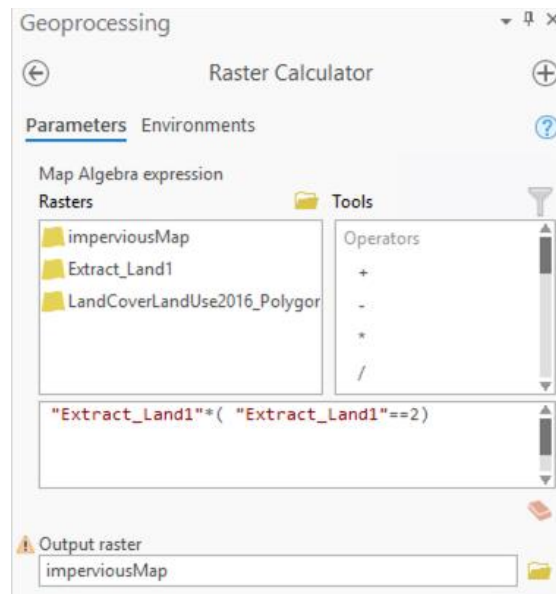 Geoprocessing
Raster Calculator
Parameters Environments
?
Map Algebra expression
Rasters
Tools
imperviousMap
Extract_Land1
LandCoverLandUse2016_Polygor
Operators
+
-
*
/
"Extract_Land1"*( "Extract_Land1"==2)
Output raster
imperviousMap